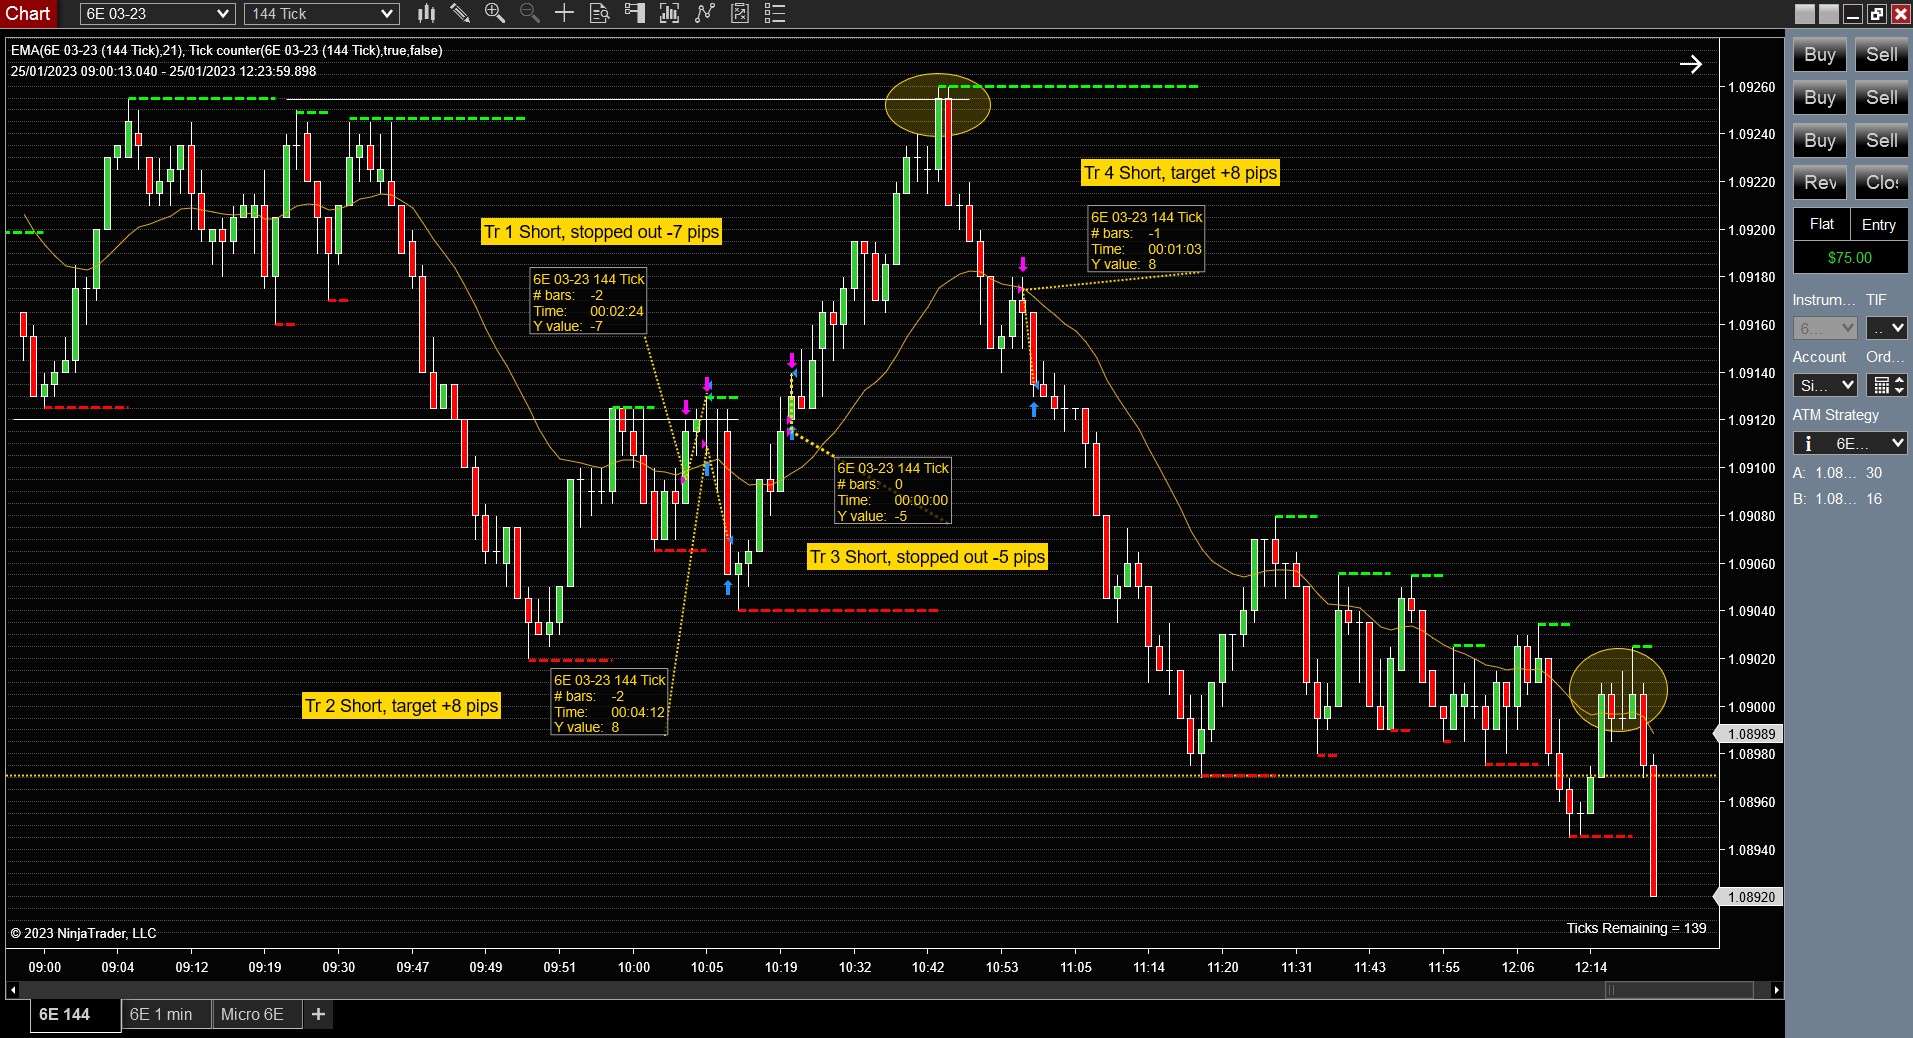 Chart
6E 03-23
144 Tick
EMA(6E 03-23 (144 Tick),21), Tick counter(6E 03-23 (144 Tick),true,false)
25/01/2023 09:00:13.040 - 25/01/2023 12:23:59.898
Tr 4 Short, target +8 pips
6E 03-23 144 Tick
# bars: -1
Time: 00:01:03
Y value: 8
Tr 1 Short, stopped out -7 pips
6E 03-23 144 Tick
# bars: -2
Time: 00:02:24
Y value: -7
6E 03-23 144 Tick
# bars: 0
Time: 00:00:00
Y value: -5
Tr 3 Short, stopped out -5 pips
6E 03-23 144 Tick
# bars: -2
Time: 00:04:12
Y value: 8
Tr 2 Short, target +8 pips
© 2023 NinjaTrader, LLC
Ticks Remaining = 139
1.09260
1.09240
1.09220
1.09200
1.09180
1.09160
1.09140
1.09120
1.09100
1.09080
1.09060
1.09040
1.09020
1.09000
1.08989
1.08980
1.08960
1.08940
1.08920
09:00 09:04 09:12 09:19 09:30 09:47 09:49 09:51 10:00 10:05 10:19 10:32 10:42 10:53 11:05 11:14 11:20 11:31 11:43 11:55 12:06 12:14
6E 144
6E 1 min
Micro 6E
+
Buy Sell
Buy Sell
Buy Sell
Rev Clos
Flat Entry
$75.00
Instrum... TIF
6... ..
Account Ord...
Si...
ATM Strategy
i 6E...
A: 1.08... 30
B: 1.08... 16